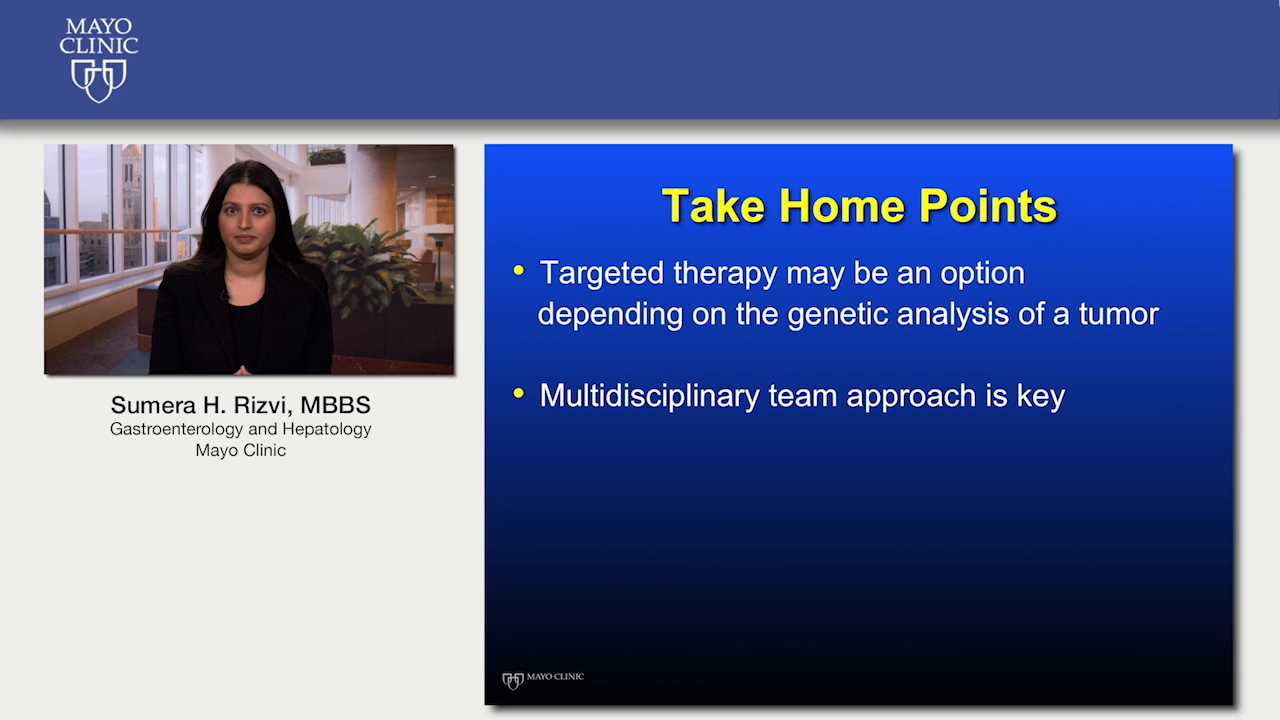 MAYO
CLINIC
Sumera H. Rizvi, MBBS
Gastroenterology and Hepatology
Mayo Clinic
Take Home Points
• Targeted therapy may be an option
depending on the genetic analysis of a tumor
• Multidisciplinary team approach is key
MAYO CLINIC